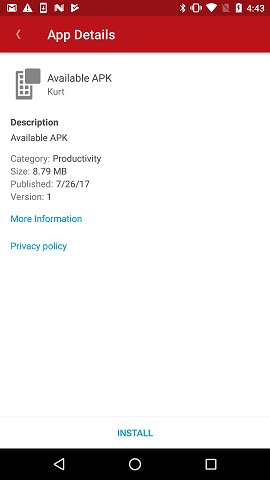 4:43
App Details
Available APK
Kurt
Description
Available APK
Category: Productivity
Size: 8.79 MB
Published: 7/26/17
Version: 1
More Information
Privacy policy
INSTALL